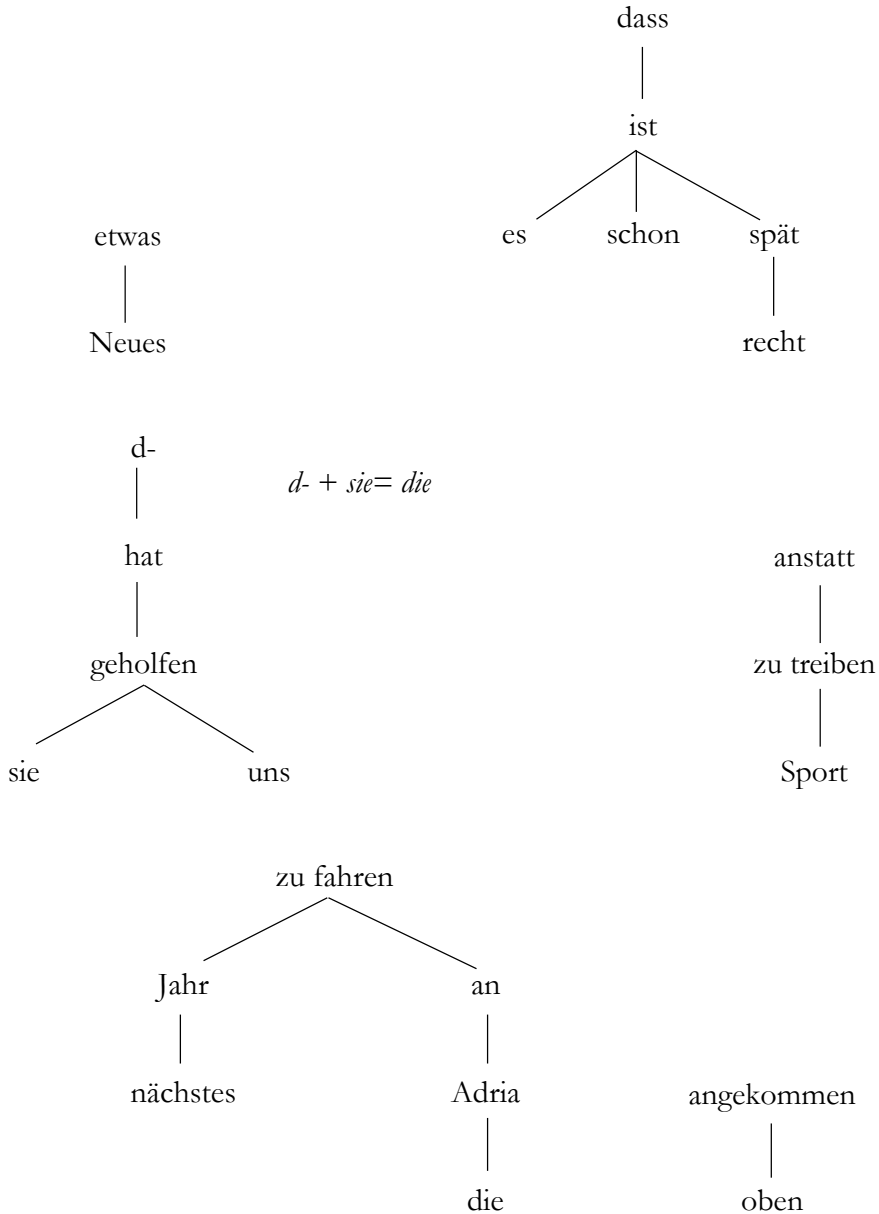 dass
ist
es schon spät
recht
etwas
Neues
d-
d- + sie= die
hat
geholfen
sie uns
anstatt
zu treiben
Sport
zu fahren
Jahr an
nächstes Adria
die
angekommen
oben